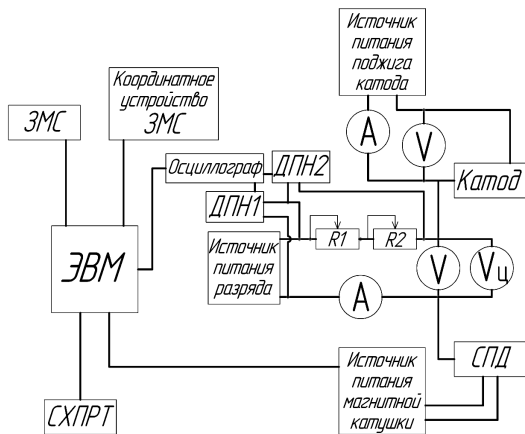 Источник
питания
поджига
катода
Координатное
устройство
ЗМС
ЗМС
A
V
Осциллограф
ДПН2
Катод
ДПН1
ЭВМ
Источник
питания
разряда
R1
R2
V
Vц
A
Источник
питания
магнитной
катушки
СПД
СХПРТ